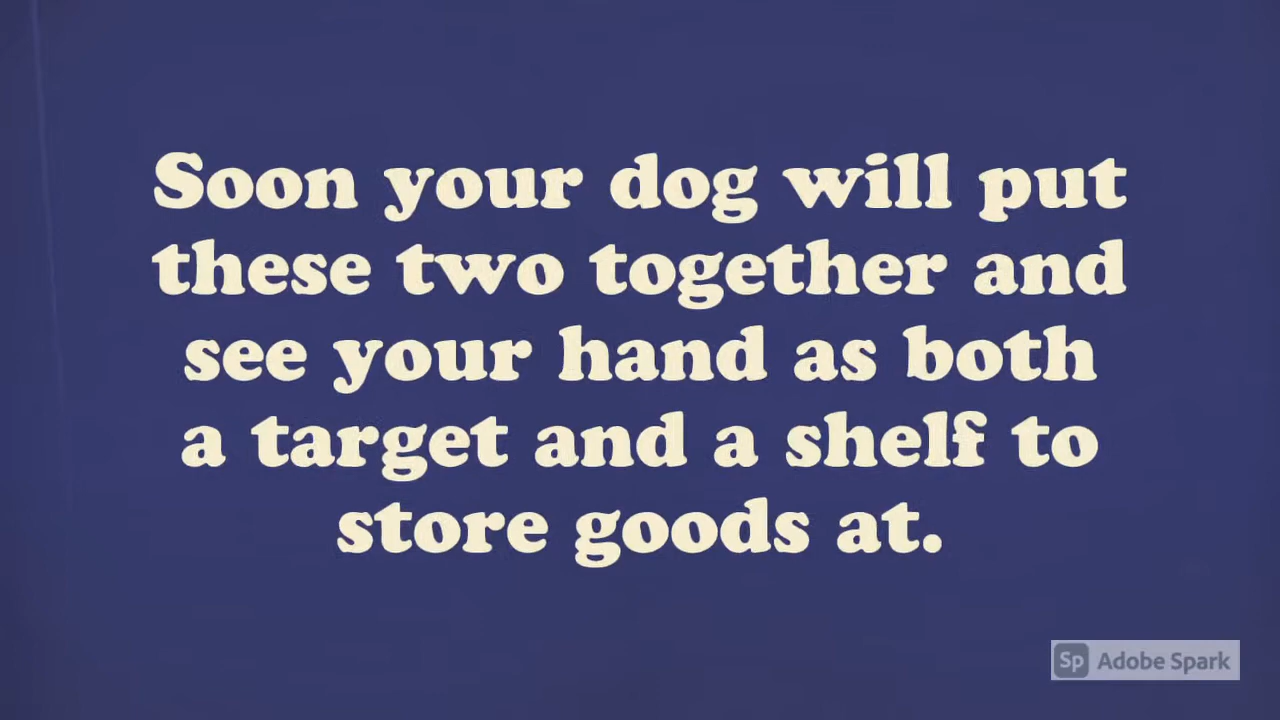 Soon your dog will put
these two together and
see your hand as both
a target and a shelf to
store goods at.
Sp Adobe Spark